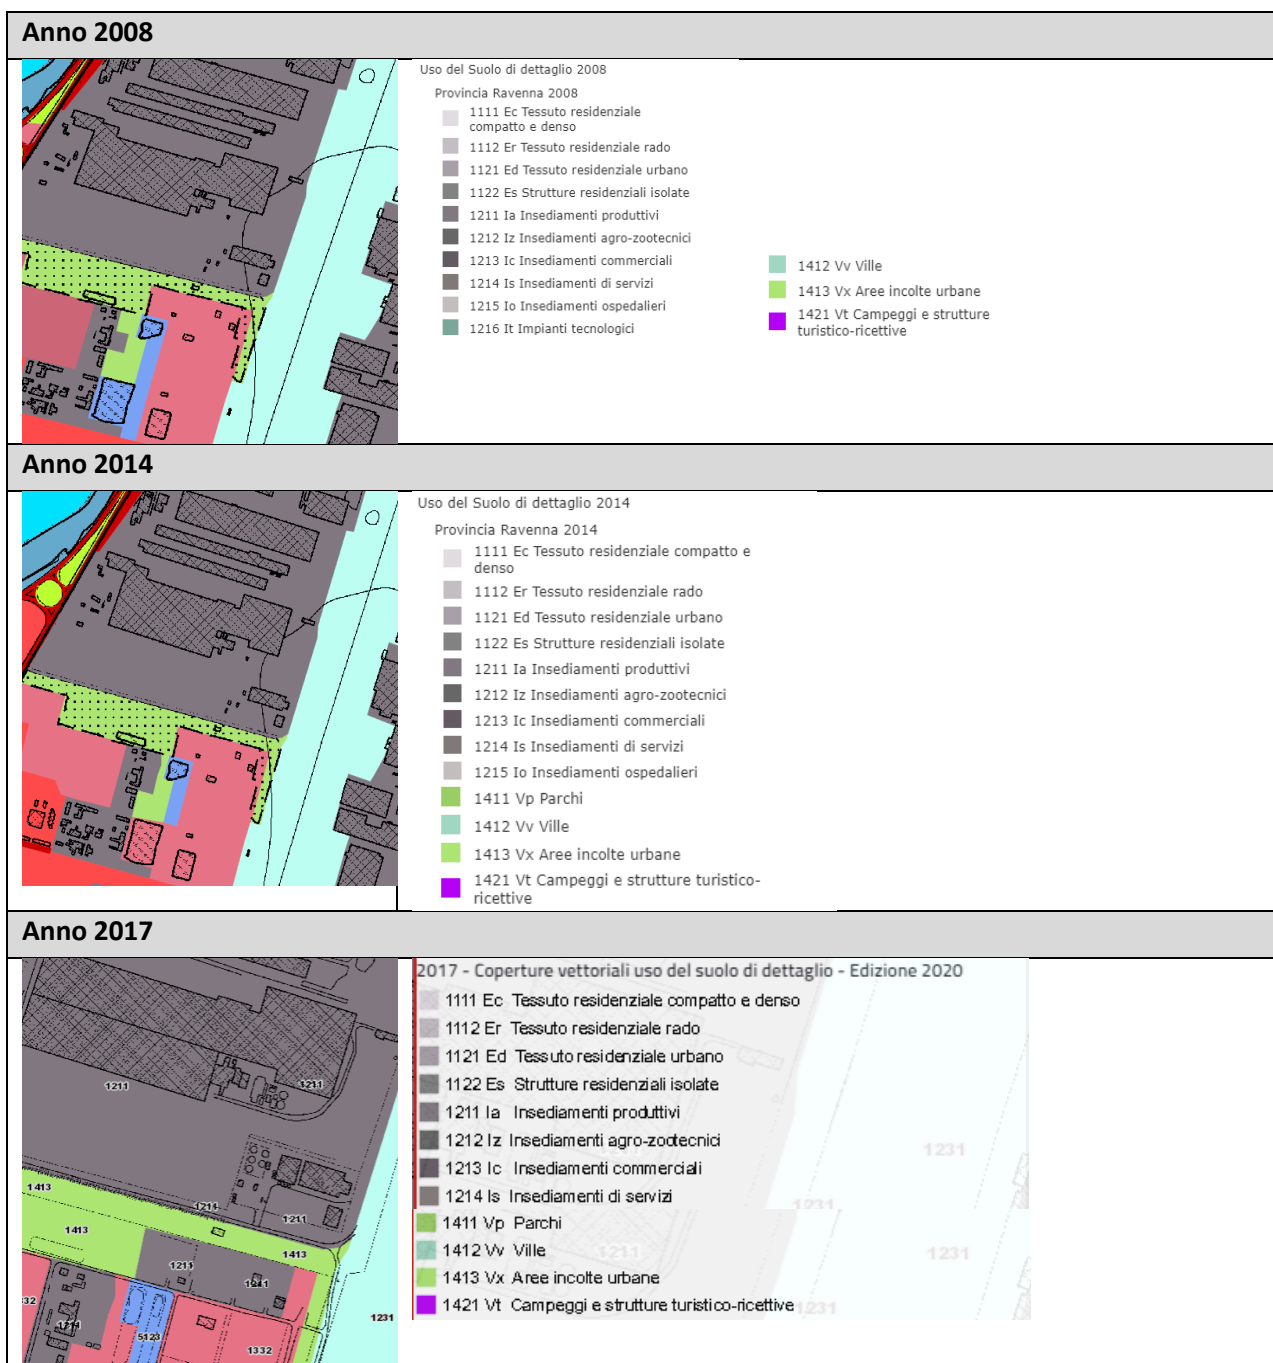 Anno 2008
Uso del Suolo di dettaglio 2008
Provincia Ravenna 2008
1111 Ec Tessuto residenziale
compatto e denso
1112 Er Tessuto residenziale rado
1121 Ed Tessuto residenziale urbano
1122 Es Strutture residenziali isolate
1211 Ia Insediamenti produttivi
1212 Iz Insediamenti agro-zootecnici
1213 Ic Insediamenti commerciali
1214 Is Insediamenti di servizi
1215 Io Insediamenti ospedalieri
1216 It Impianti tecnologici
1412 Vv Ville
1413 Vx Aree incolte urbane
1421 Vt Campeggi e strutture
turistico-ricettive
Anno 2014
Uso del Suolo di dettaglio 2014
Provincia Ravenna 2014
1111 Ec Tessuto residenziale compatto e
denso
1112 Er Tessuto residenziale rado
1121 Ed Tessuto residenziale urbano
1122 Es Strutture residenziali isolate
1211 Ia Insediamenti produttivi
1212 Iz Insediamenti agro-zootecnici
1213 Ic Insediamenti commerciali
1214 Is Insediamenti di servizi
1215 Io Insediamenti ospedalieri
1411 Vp Parchi
1412 Vv Ville
1413 Vx Aree incolte urbane
1421 Vt Campeggi e strutture turistico-
ricettive
Anno 2017
1211
1211
1413
1211
1211
1413
1413
1211
1211
1231
1211
5123
1332
2017 - Coperture vettoriali uso del suolo di dettaglio - Edizione 2020
1111 Ec Tessuto residenziale compatto e denso
1112 Er Tessuto residenziale rado
1121 Ed Tessuto residenziale urbano
1122 Es Strutture residenziali isolate
1211 Ia Insediamenti produttivi
1212 Iz Insediamenti agro-zootecnici
1213 Ic Insediamenti commerciali
1214 Is Insediamenti di servizi
1411 Vp Parchi
1412 Vv Ville
1413 Vx Aree incolte urbane
1421 Vt Campeggi e strutture turistico-ricettive
1231
1231
1211
1231
1231